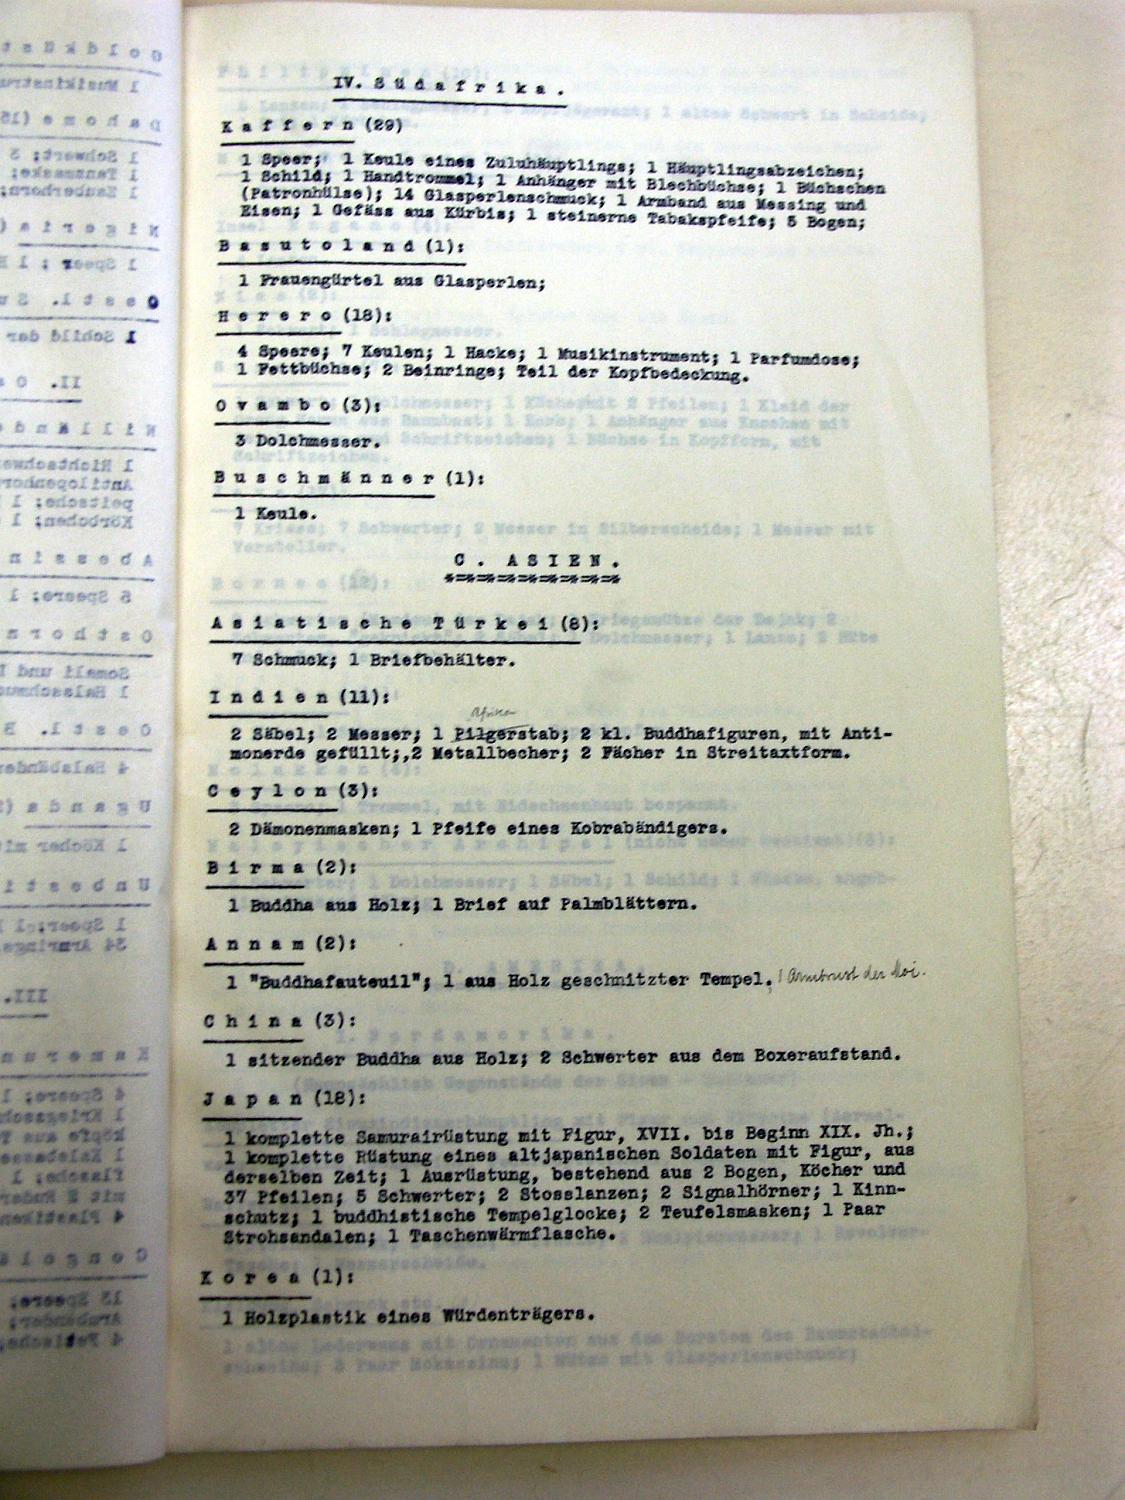 IV. Südafrika.
Kaffern (29)
1 Speer; 1 Keule eines Zuluhäuptlings; 1 Häuptlingsabzeichen;
1 Schild; 1 Handtrommel; 1 Anhänger mit Blechbüchse; 1 Büchschen
(Patronhülse); 14 Glasperlenschmuck; 1 Armband aus Messing und
Eisen; 1 Gefäss aus Kürbis; 1 steinerne Tabakspfeife; 5 Bogen;
Basutoland (1):
1 Frauengürtel aus Glasperlen;
Herero (18):
4 Speere; 7 Keulen; 1 Hacke; 1 Musikinstrument; 1 Parfumdose;
1 Fettbüchse; 2 Beinringe; Teil der Kopfbedeckung.
Ovambo (3):
3 Dolchmesser.
Buschmänner (1):
1 Keule.
C. ASIEN.
Asiatische Türkei (8):
7 Schmuck; 1 Briefbehälter.
Indien (11):
Afrika
2 Säbel; 2 Messer; 1 Pilgerstab; 2 kl. Buddhafiguren, mit Anti-
monerde gefüllt;,2 Metallbecher; 2 Fächer in Streitaxtform.
Ceylon (3):
2 Dämonenmasken; 1 Pfeife eines Kobrabändigers.
Birma (2):
1 Buddha aus Holz; 1 Brief auf Palmblättern.
Annam (2):
1 "Buddhafauteuil"; 1 aus Holz geschnitzter Tempel. 1 Armbrust der Moi.
China (3):
1 sitzender Buddha aus Holz; 2 Schwerter aus dem Boxeraufstand.
Japan (18):
1 komplette Samurairüstung mit Figur, XVII. bis Beginn XIX. Jh.;
1 komplette Rüstung eines altjapanischen Soldaten mit Figur, aus
derselben Zeit; 1 Ausrüstung, bestehend aus 2 Bogen, Köcher und
37 Pfeilen; 5 Schwerter; 2 Stosslanzen; 2 Signalhörner; 1 Kinn-
schutz; 1 buddhistische Tempelglocke; 2 Teufelsmasken; 1 Paar
Strohsandalen; 1 Taschenwärmflasche.
Korea (1):
1 Holzplastik eines Würdenträgers.